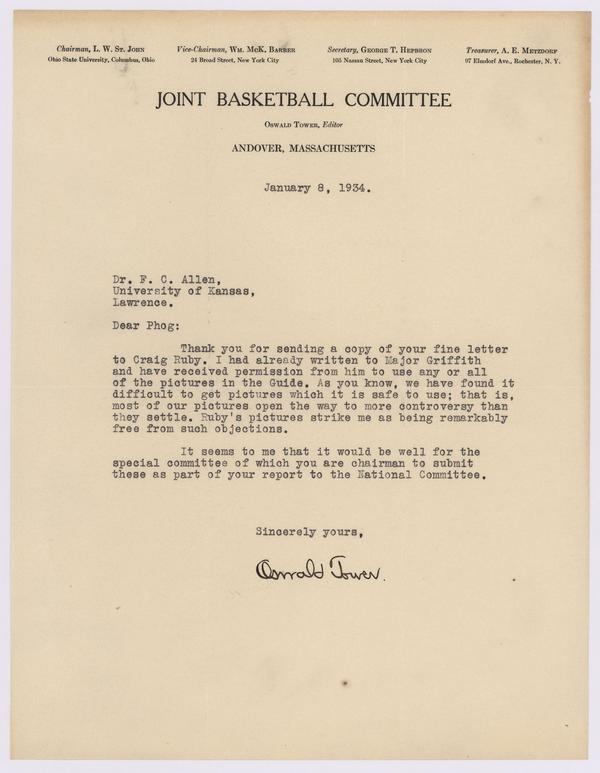 Chairman, L. W. St. John Vice-Chairman, Wm. McK. Barber Secretary, George T. Hepbron Treasurer, A. E. Metzdorf
Ohio State University, Columbus, Ohio 24 Broad Street, New York City 105 Nassau Street, New York City 97 Elmdorf Ave., Rochester, N. Y.
JOINT BASKETBALL COMMITTEE
Oswald Tower, Editor
ANDOVER, MASSACHUSETTS
January 8, 1934.
Dr. F. C. Allen,
University of Kansas,
Lawrence.
Dear Phog:
Thank you for sending a copy of your fine letter
to Craig Ruby. I had already written to Major Griffith
and have received permission from him to use any or all
of the pictures in the Guide. As you know, we have found it
difficult to get pictures which it is safe to use; that is,
most of our pictures open the way to more controversy than
they settle. Ruby's pictures strike me as being remarkably
free from such objections.
It seems to me that it would be well for the
special committee of which you are chairman to submit
these as part of your report to the National Committee.
Sincerely yours,
Oswald Tower.